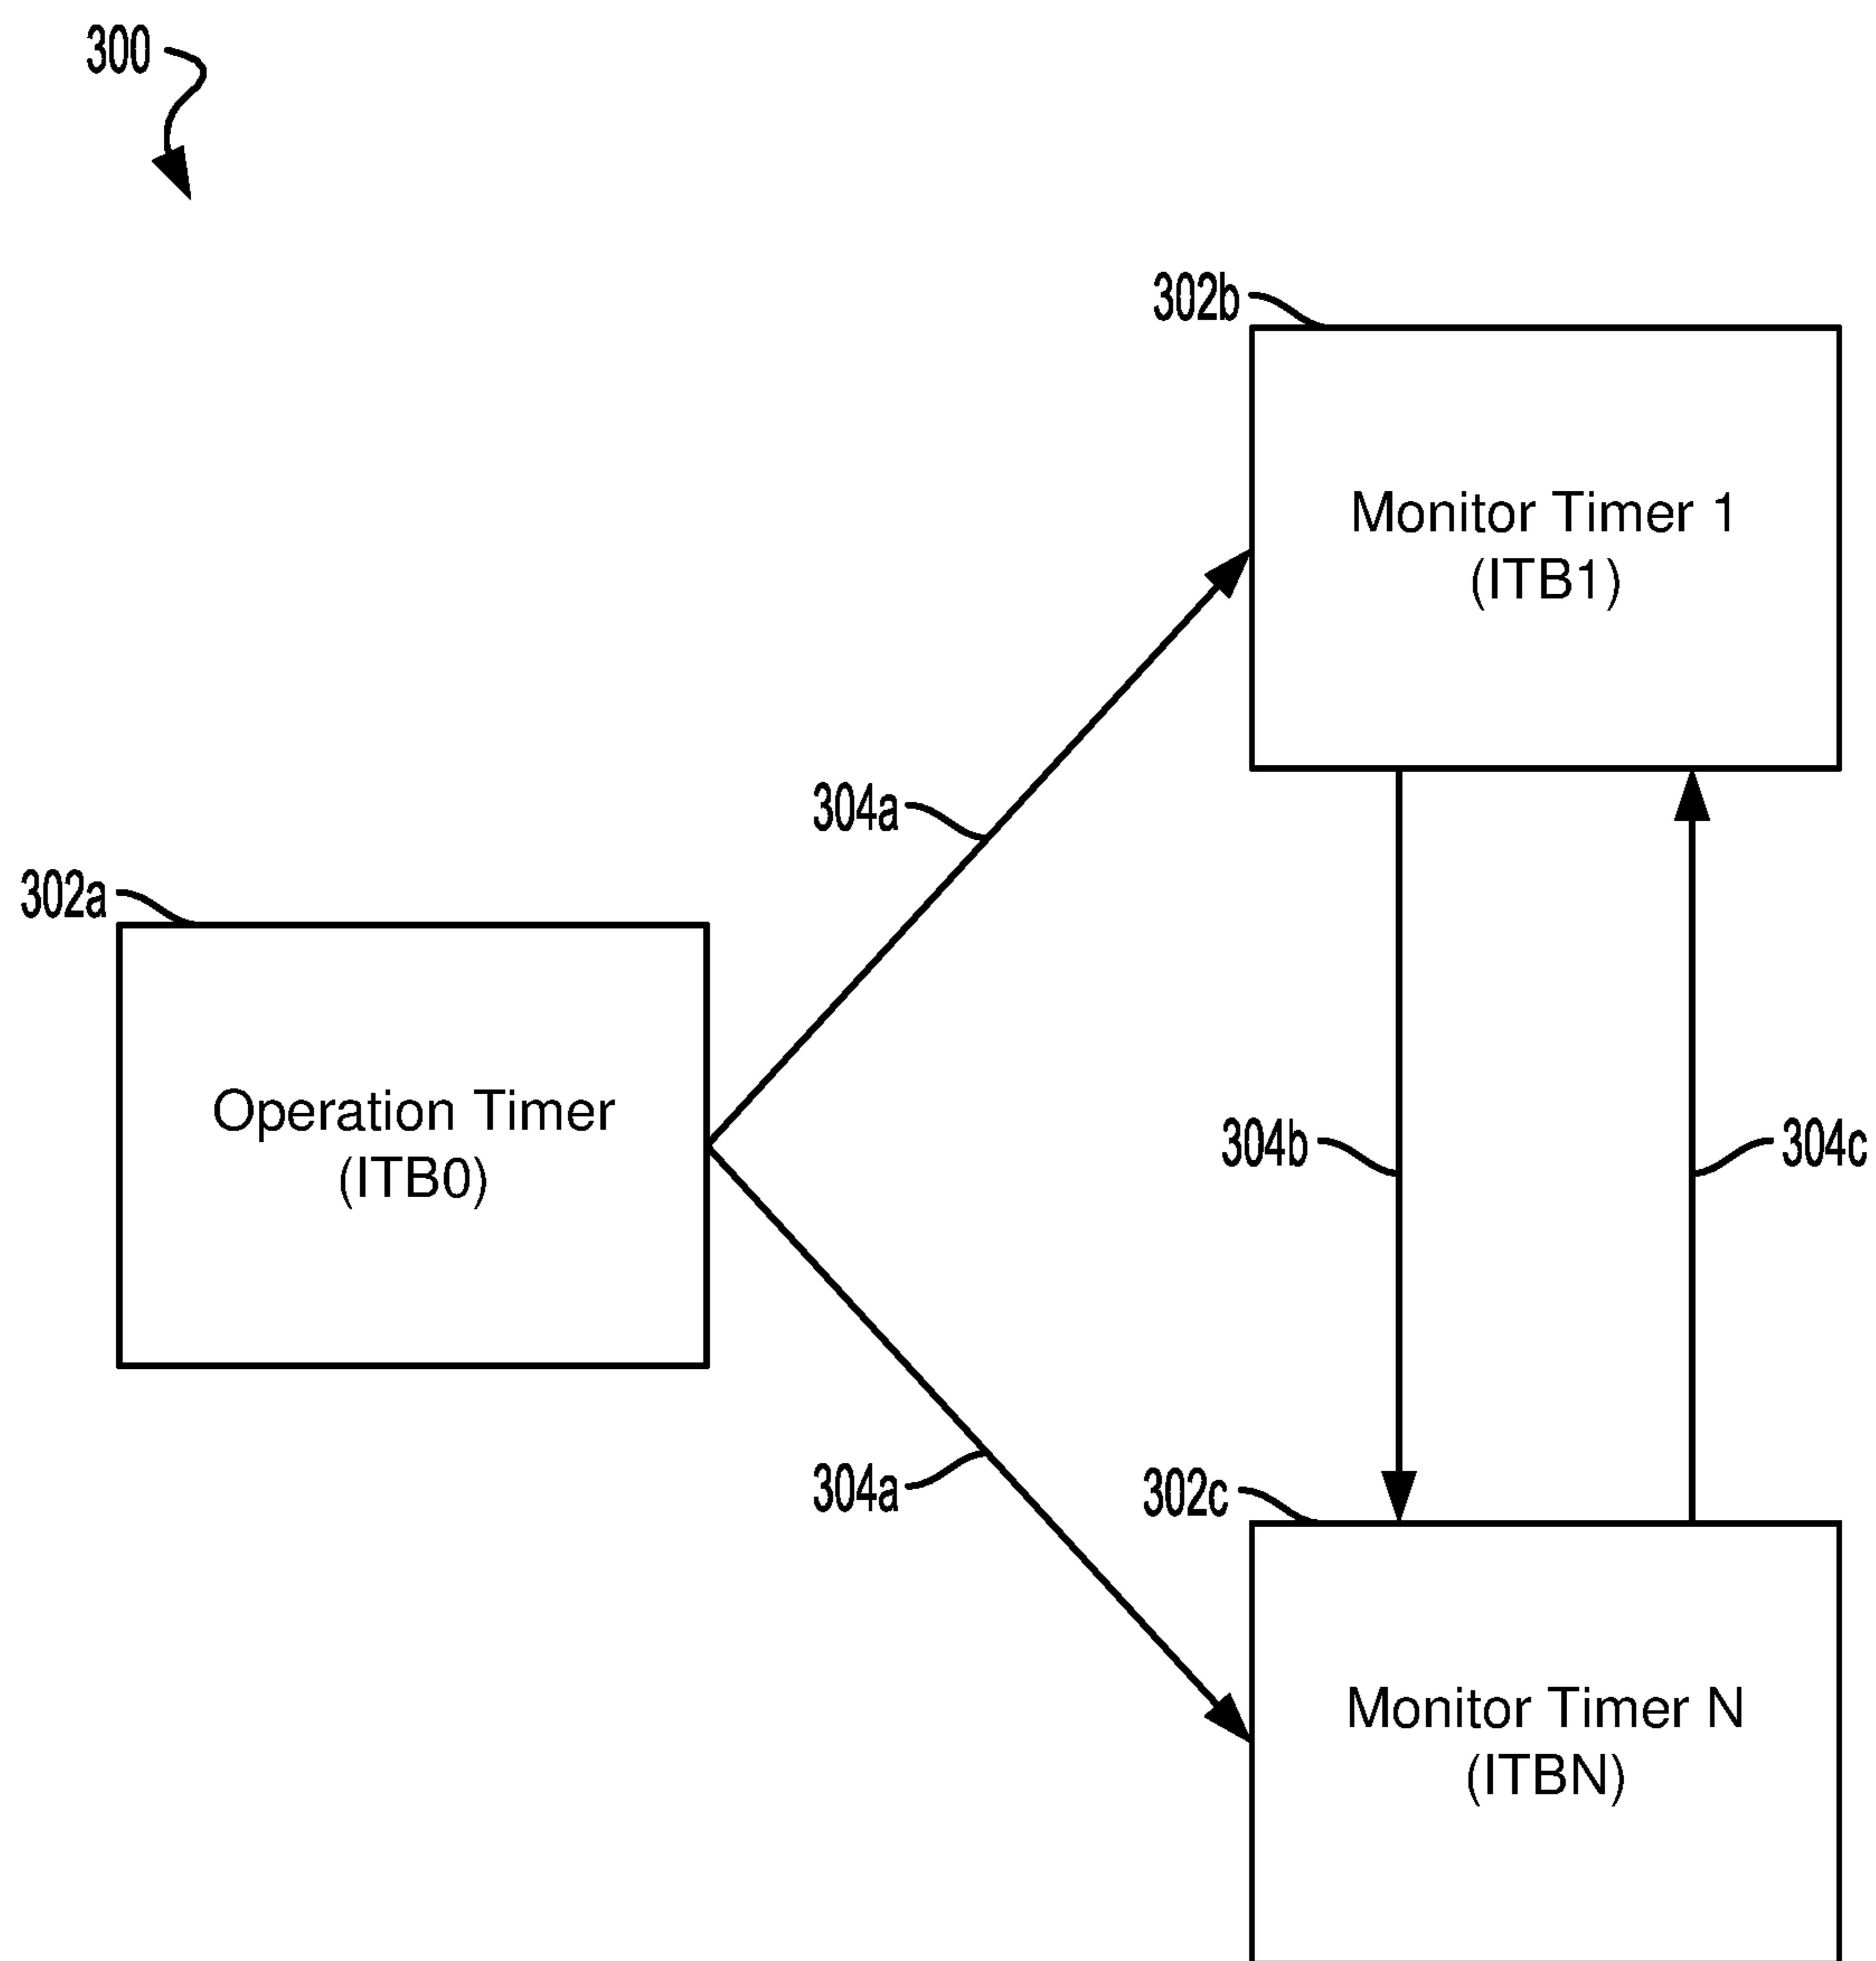 300
302b
Monitor Timer 1
(ITB1)
304a
302a
Operation Timer
(ITB0)
304b
304c
304a
302c
Monitor Timer N
(ITBN)